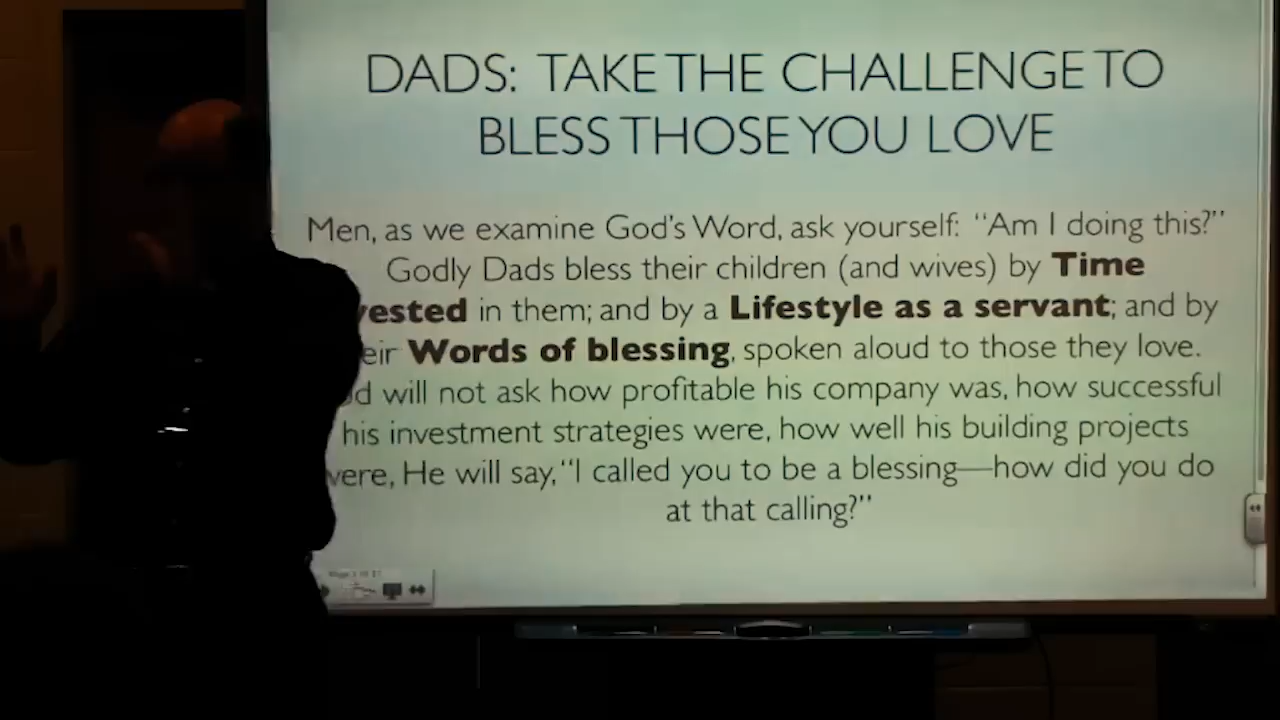 DADS: TAKE THE CHALLENGE TO
BLESS THOSE YOU LOVE
Men, as we examine God's Word, ask yourself: "Am I doing this?"
Godly Dads bless their children (and wives) by Time
vested in them; and by a Lifestyle as a servant; and by
eir Words of blessing, spoken aloud to those they love.
d will not ask how profitable his company was, how successful
his investment strategies were, how well his building projects
were, He will say, "I called you to be a blessing—how did you do
at that calling?"